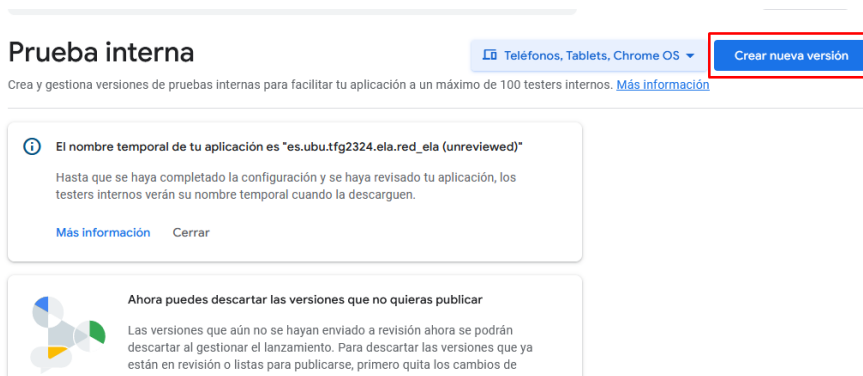 Prueba interna
Teléfonos, Tablets, Chrome OS
Crear nueva versión
Crea y gestiona versiones de pruebas internas para facilitar tu aplicación a un máximo de 100 testers internos. Más información
El nombre temporal de tu aplicación es "es.ubu.tfg2324.ela.red_ela (unreviewed)"
Hasta que se haya completado la configuración y se haya revisado tu aplicación, los
testers internos verán su nombre temporal cuando la descarguen.
Más información
Cerrar
Ahora puedes descartar las versiones que no quieras publicar
Las versiones que aún no se hayan enviado a revisión ahora se podrán
descartar al gestionar el lanzamiento. Para descartar las versiones que ya
están en revisión o listas para publicarse, primero quita los cambios de